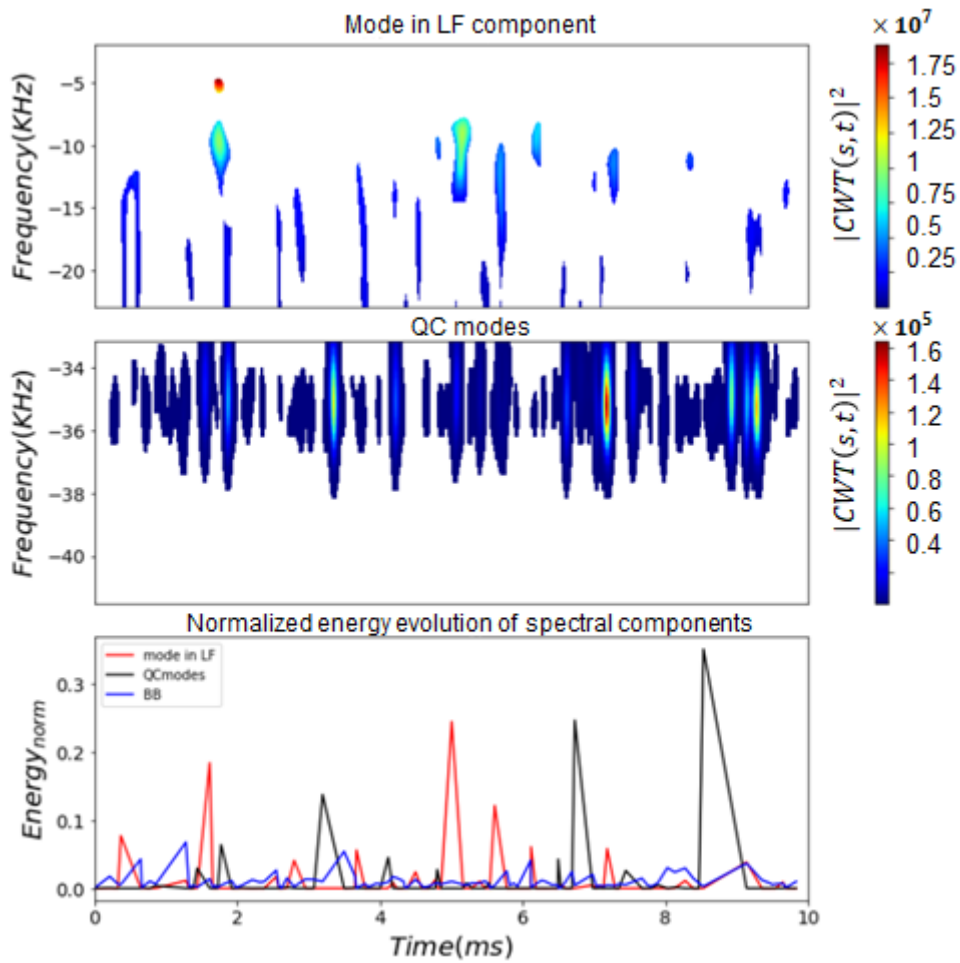 Mode in LF component
× 10⁷
Frequency(KHz)
−5
−10
−15
−20
1.75
1.5
1.25
1.0
0.75
0.5
0.25
|CWT(s,t)|²
QC modes
× 10⁵
Frequency(KHz)
−34
−36
−38
−40
1.6
1.4
1.2
1.0
0.8
0.6
0.4
|CWT(s,t)|²
Normalized energy evolution of spectral components
Energy_norm
0.3
0.2
0.1
0.0
mode in LF
QCmodes
BB
0 2 4 6 8 10
Time(ms)